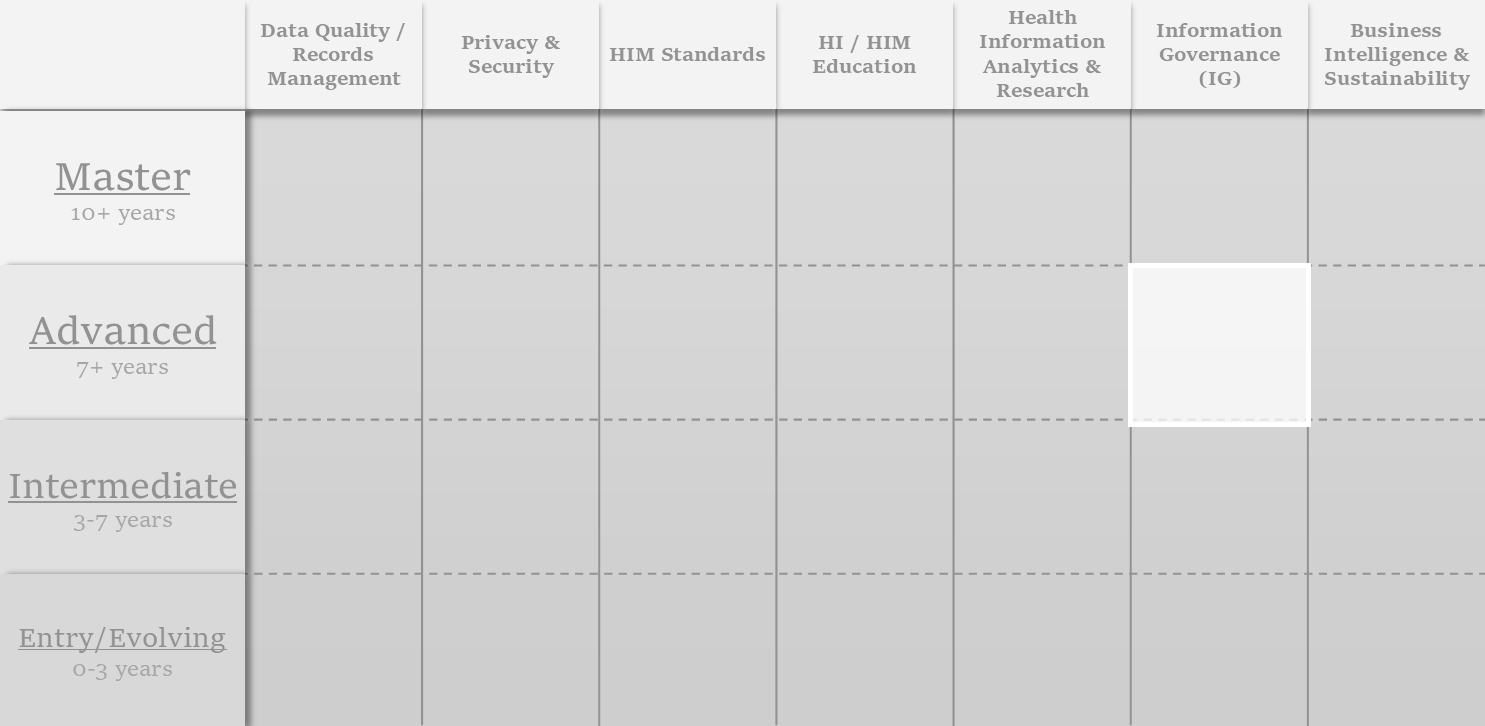 Data Quality /
Records
Management
Privacy &
Security
HIM Standards
HI / HIM
Education
Health
Information
Analytics &
Research
Information
Governance
(IG)
Business
Intelligence &
Sustainability
Master
10+ years
Advanced
7+ years
Intermediate
3-7 years
Entry/Evolving
0-3 years